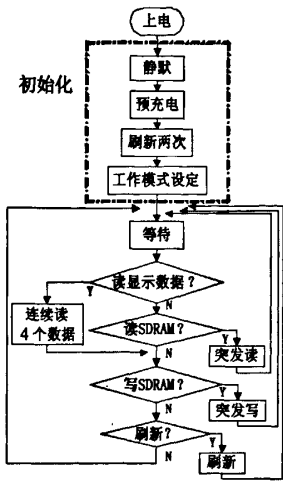 上电
初始化
静默
预充电
刷新两次
工作模式设定
等待
读显示数据？
Y
N
连续读
4个数据
读SDRAM？
Y
N
突发读
写SDRAM？
Y
N
突发写
刷新？
Y
N
刷新